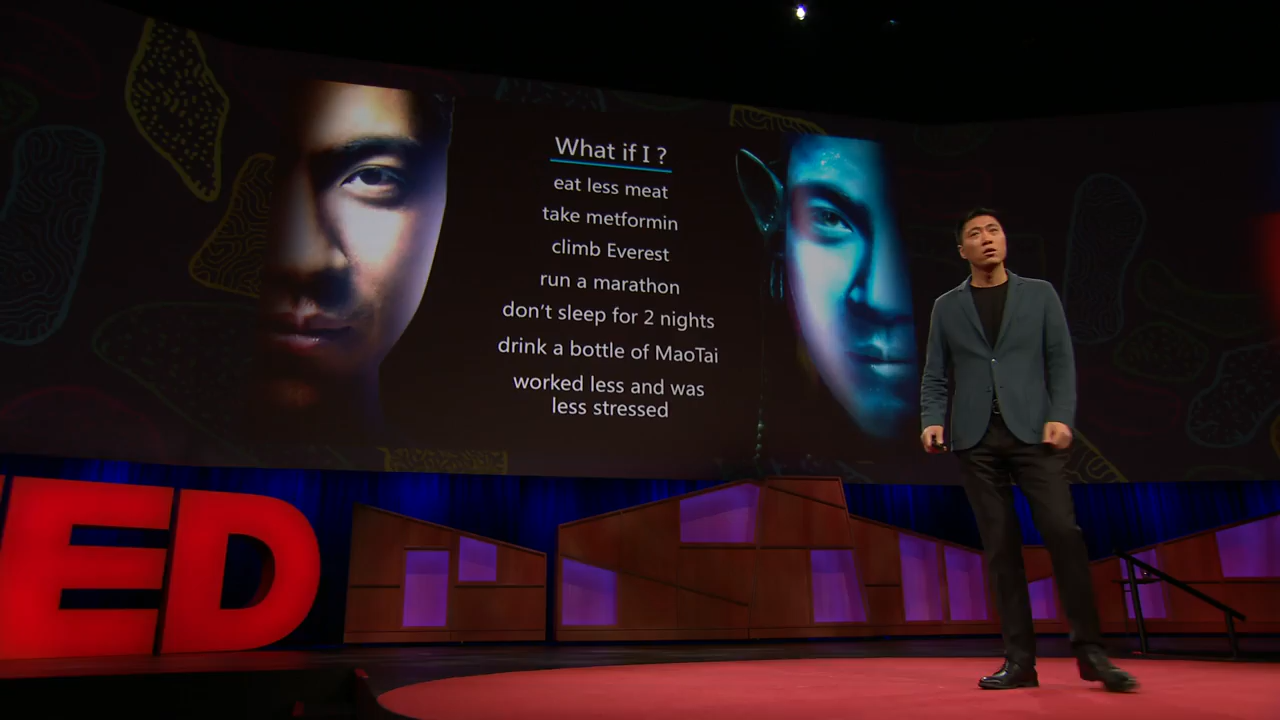 What if I ?
eat less meat
take metformin
climb Everest
run a marathon
don't sleep for 2 nights
drink a bottle of MaoTai
worked less and was
less stressed
ED